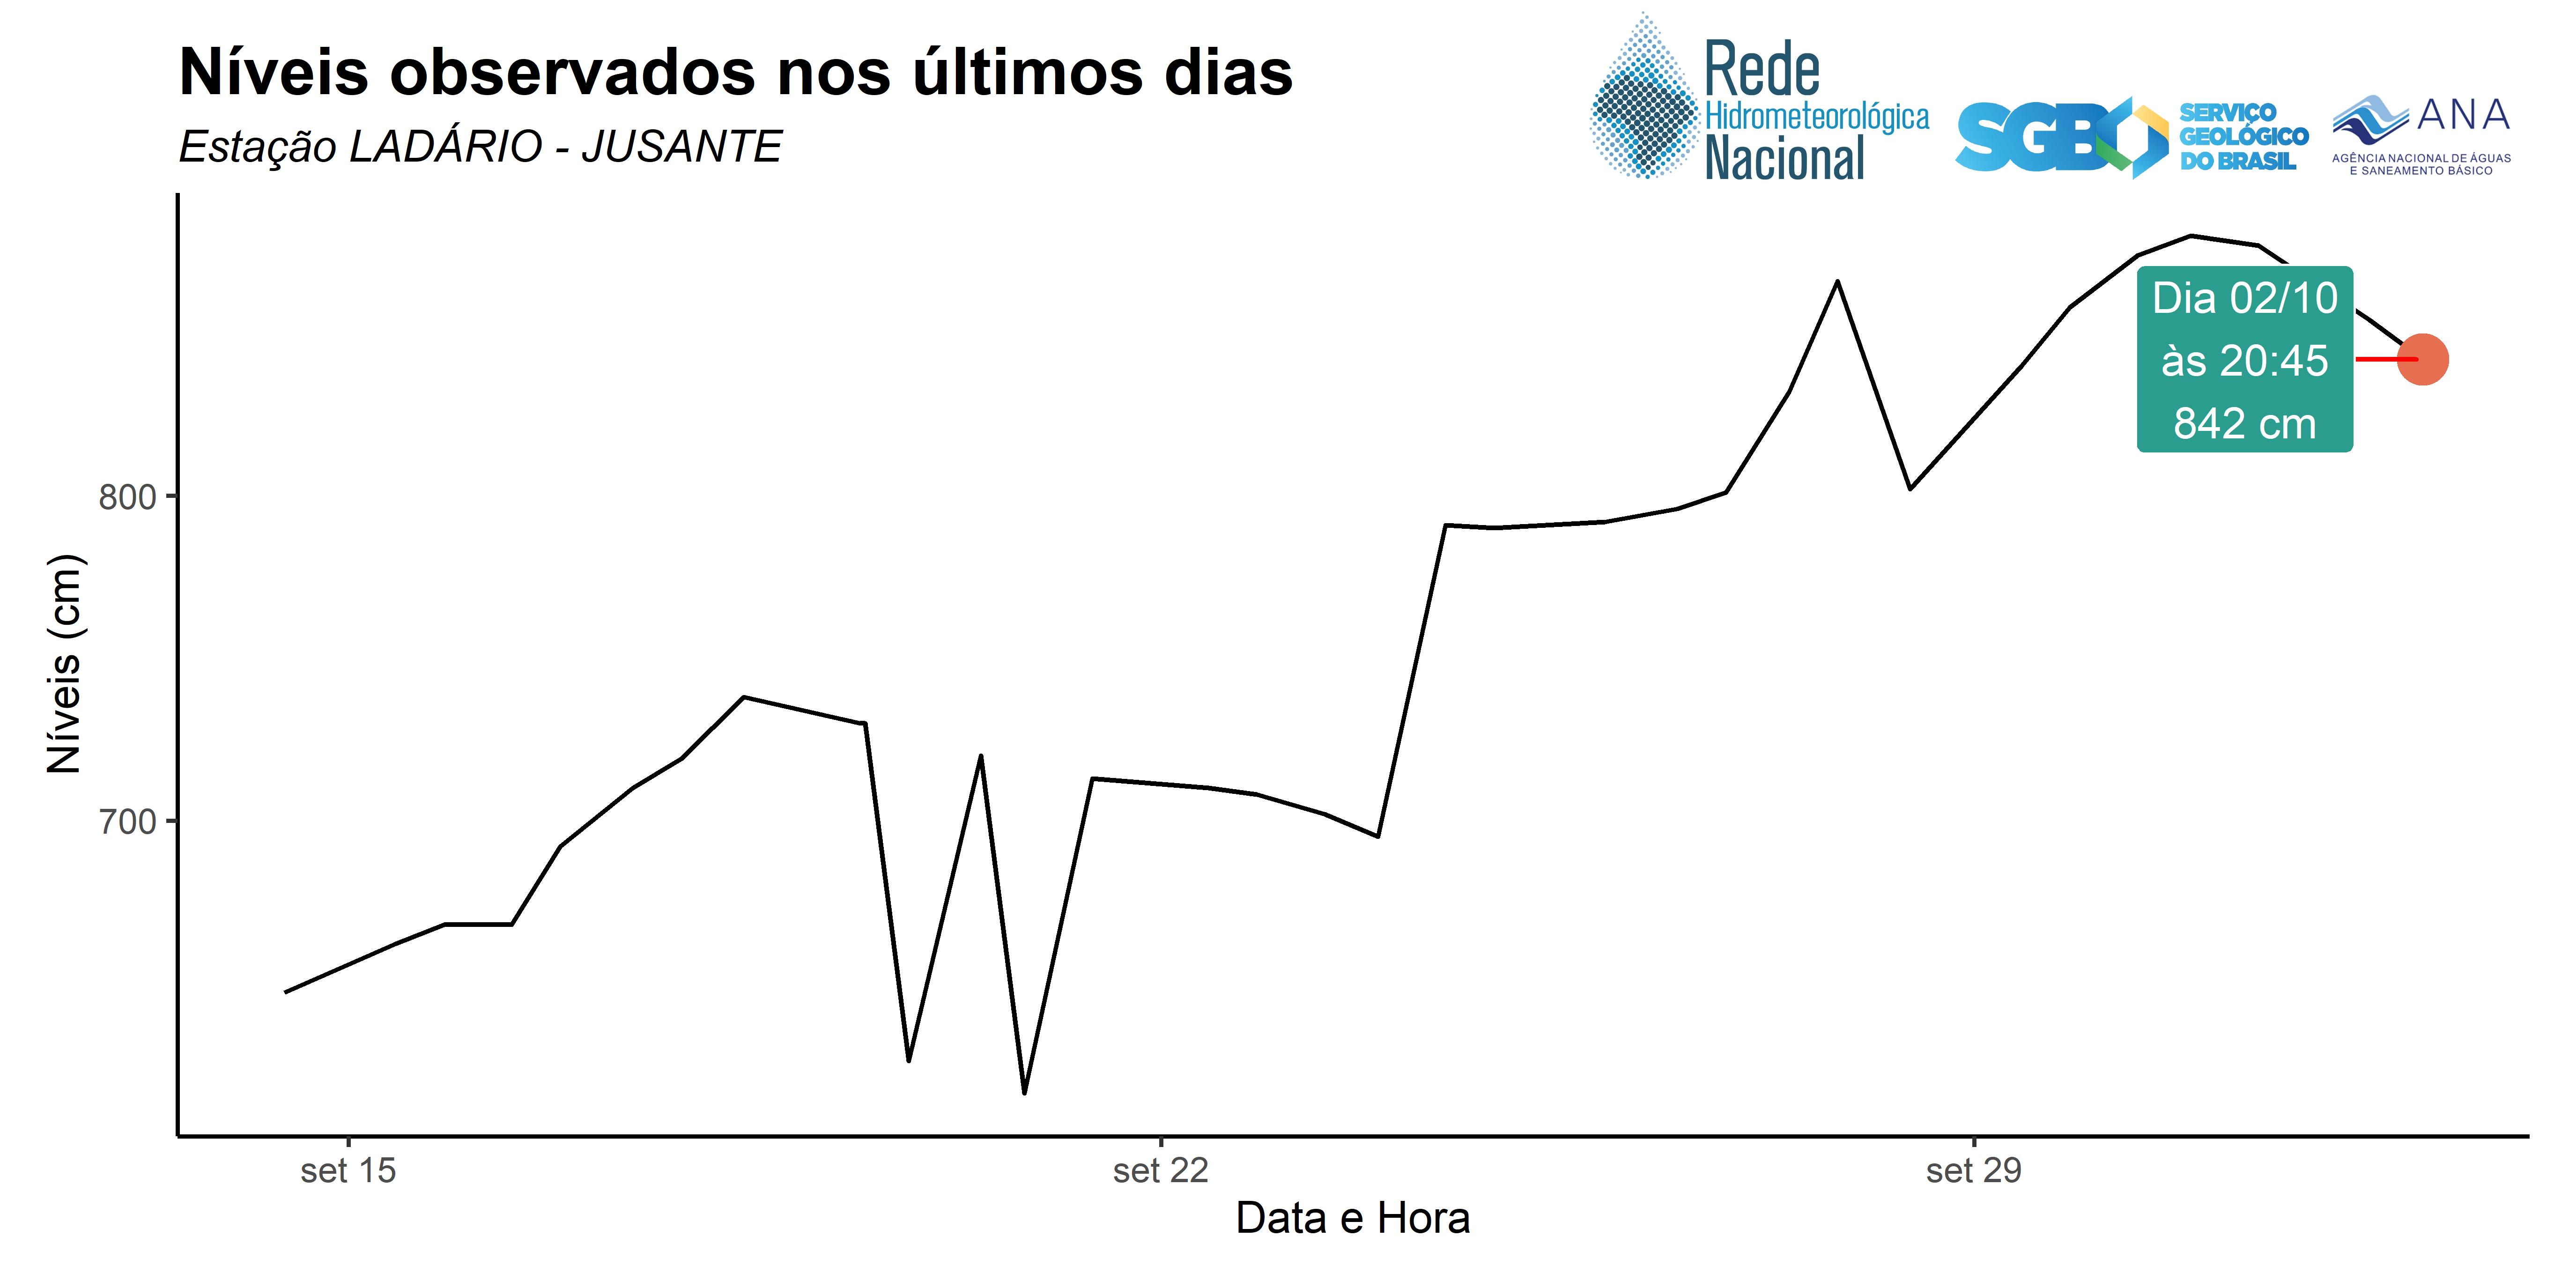 Níveis observados nos últimos dias
Estação LADÁRIO - JUSANTE
Rede
Hidrometeorológica
Nacional
SGB
SERVIÇO
GEOLÓGICO
DO BRASIL
ANA
AGÊNCIA NACIONAL DE ÁGUAS
E SANEAMENTO BÁSICO
Dia 02/10
às 20:45
842 cm
800
700
Níveis (cm)
set 15
set 22
set 29
Data e Hora